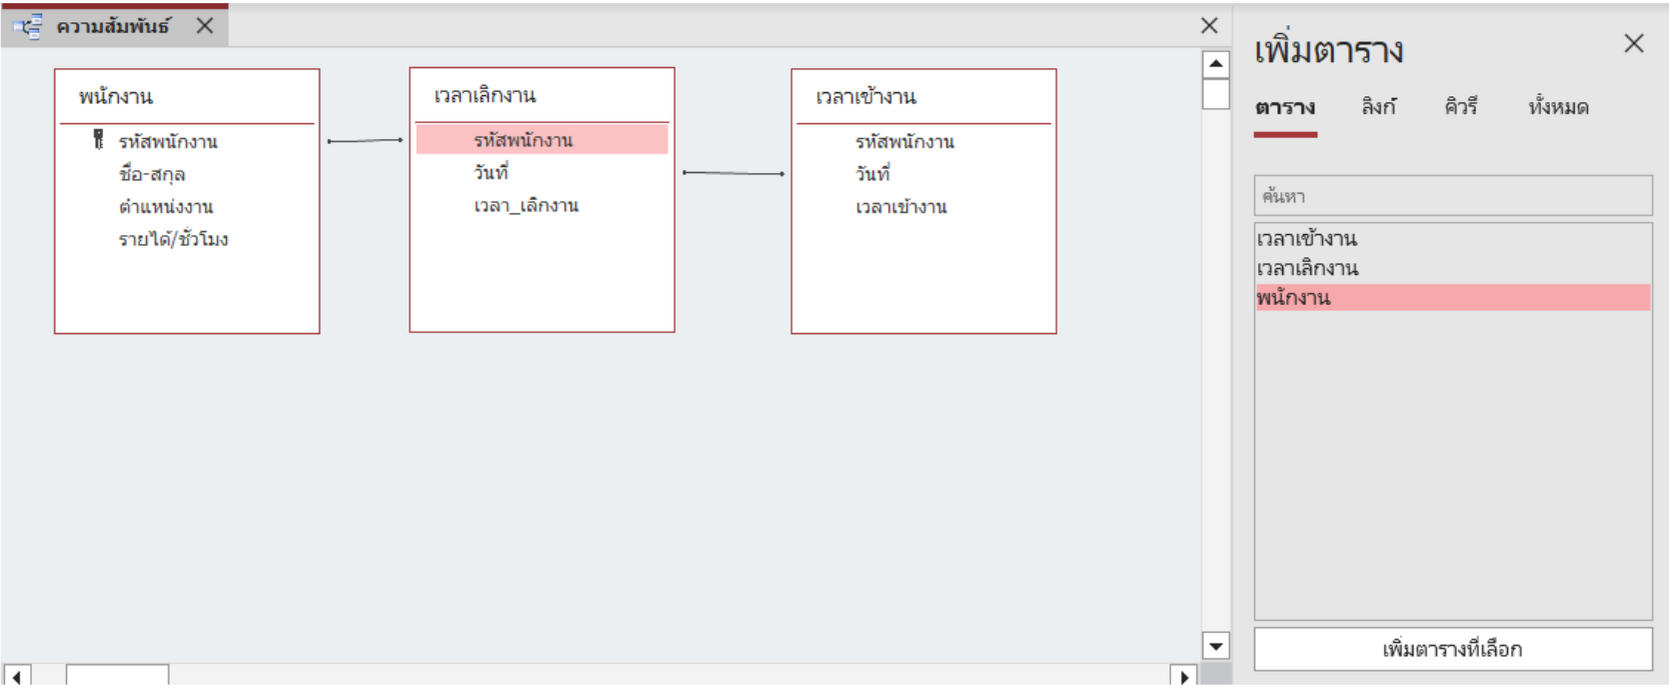 ความสัมพันธ์
พนักงาน
รหัสพนักงาน
ชื่อ-สกุล
ตำแหน่งงาน
รายได้/ชั่วโมง
เวลาเลิกงาน
รหัสพนักงาน
วันที่
เวลา_เลิกงาน
เวลาเข้างาน
รหัสพนักงาน
วันที่
เวลาเข้างาน
เพิ่มตาราง
ตาราง ลิงก์ คิวรี ทั้งหมด
ค้นหา
เวลาเข้างาน
เวลาเลิกงาน
พนักงาน
เพิ่มตารางที่เลือก